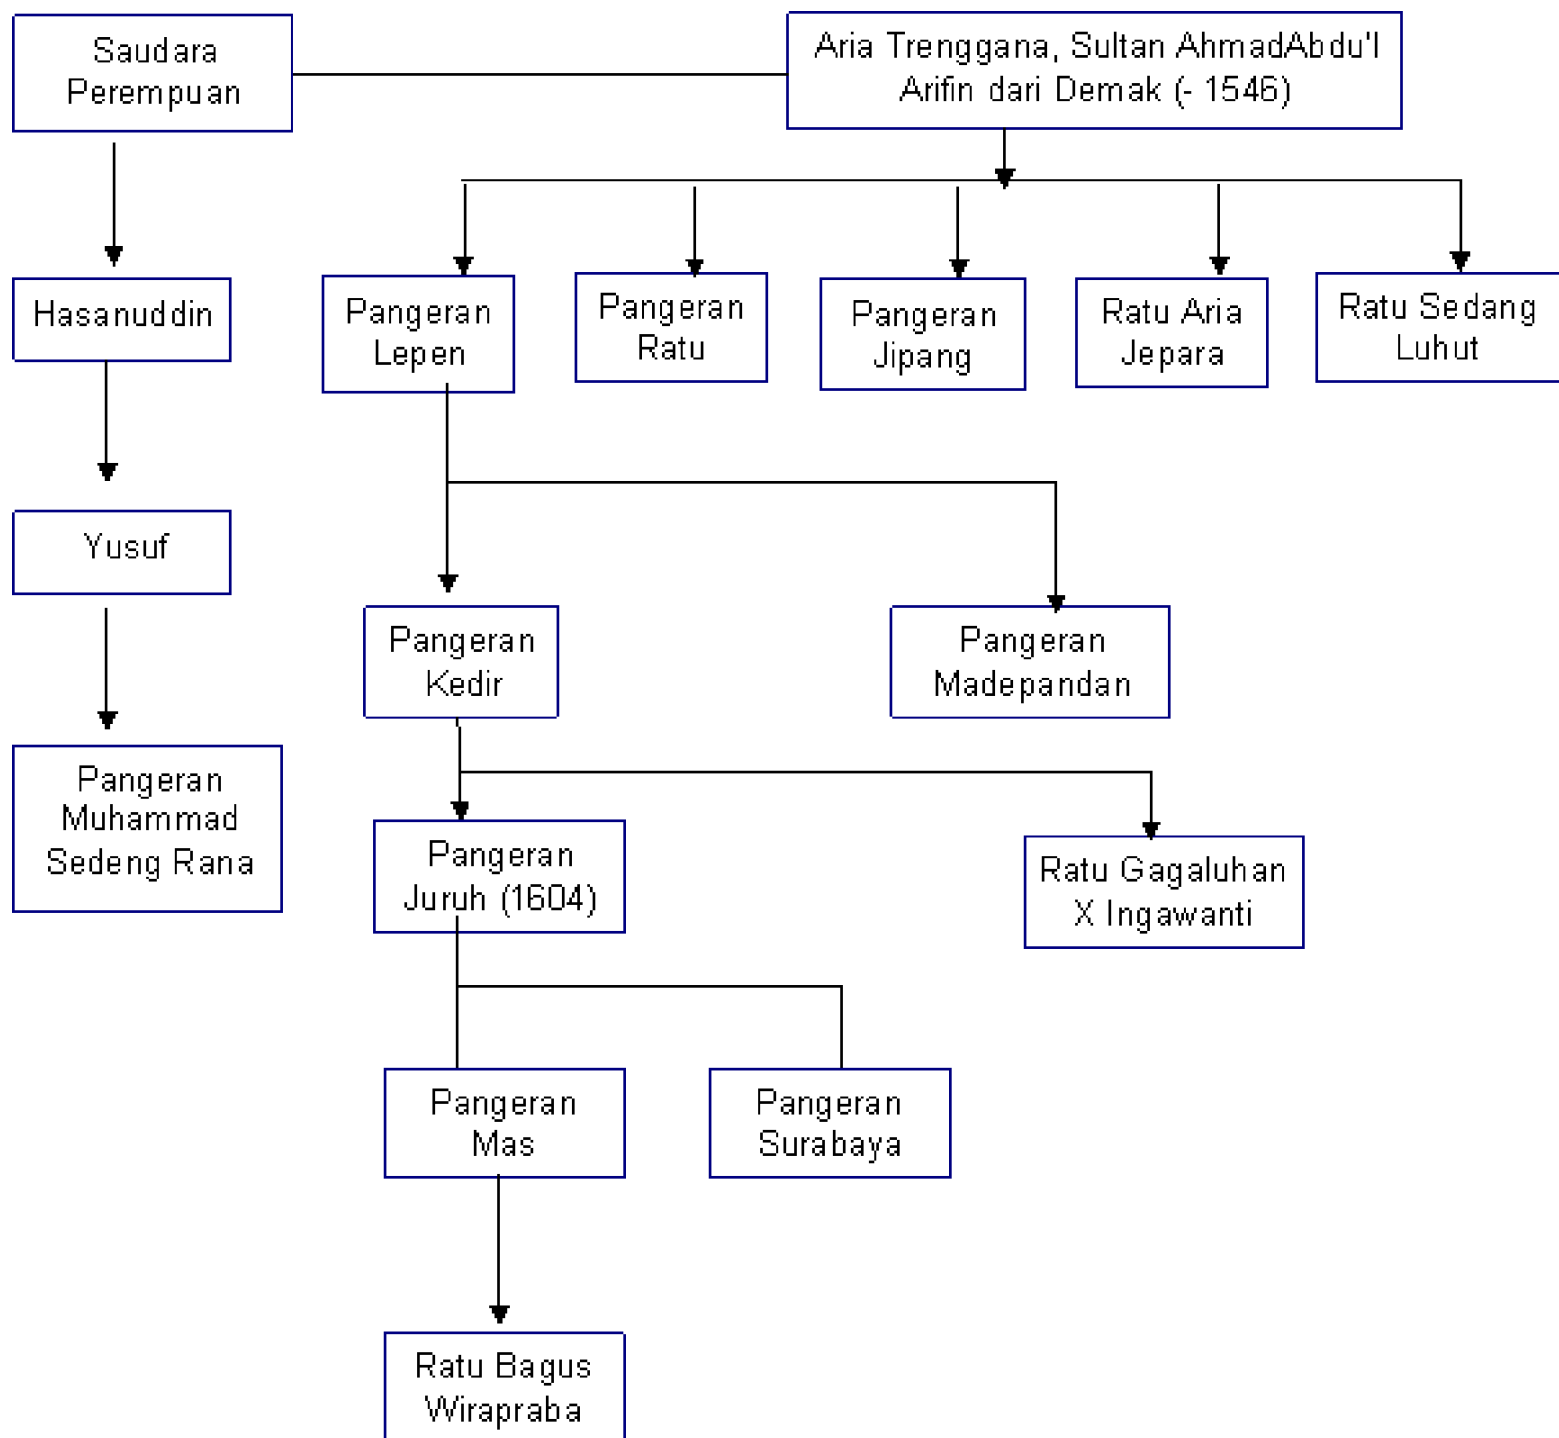 Saudara
Perempuan
Aria Trenggana, Sultan AhmadAbdu'l
Arifin dari Demak (- 1546)
Hasanuddin
Pangeran
Lepen
Pangeran
Ratu
Pangeran
Jipang
Ratu Aria
Jepara
Ratu Sedang
Luhut
Yusuf
Pangeran
Kedir
Pangeran
Madepandan
Pangeran
Muhammad
Sedeng Rana
Pangeran
Juruh (1604)
Ratu Gagaluhan
X Ingawanti
Pangeran
Mas
Pangeran
Surabaya
Ratu Bagus
Wirapraba